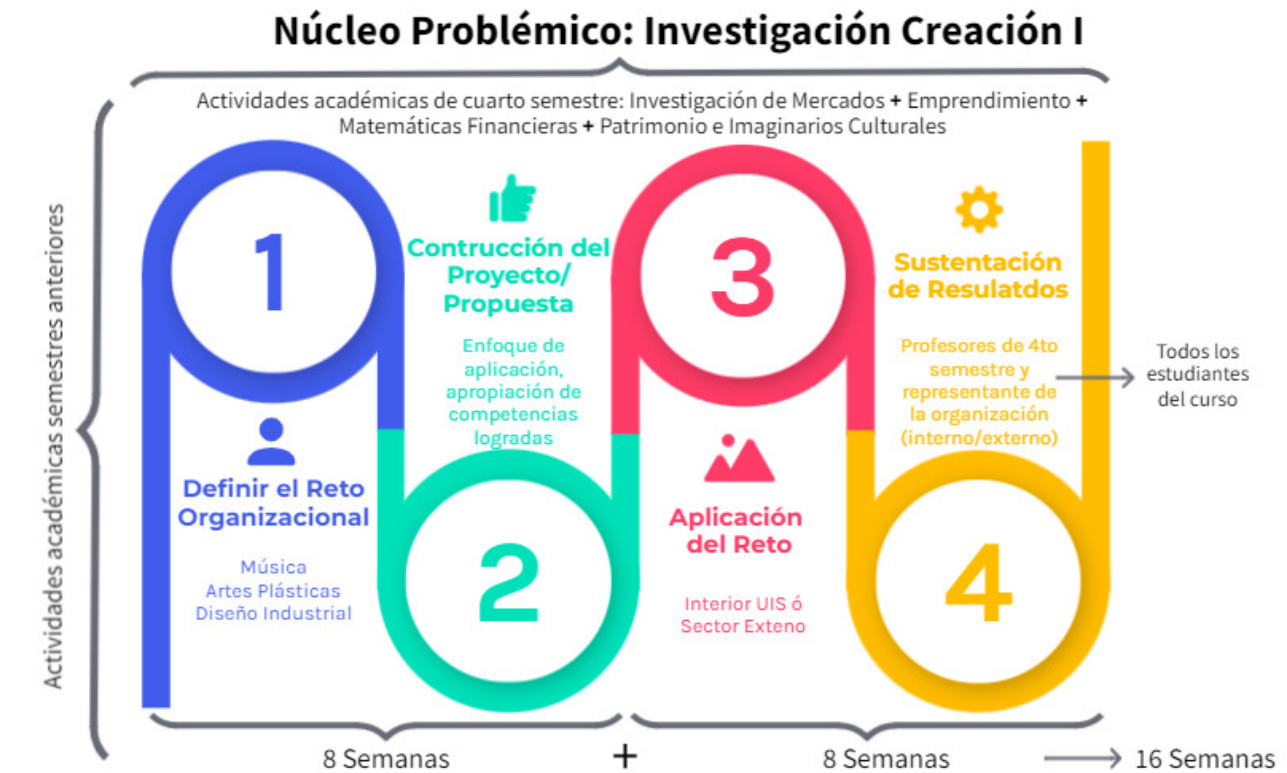 Núcleo Problémico: Investigación Creación I
Actividades académicas de cuarto semestre: Investigación de Mercados + Emprendimiento +
Matemáticas Financieras + Patrimonio e Imaginarios Culturales
Actividades académicas semestres anteriores
1
Definir el Reto
Organizacional
Música
Artes Plásticas
Diseño Industrial
Contrucción del
Proyecto/
Propuesta
Enfoque de
aplicación,
apropiación de
competencias
logradas
2
3
Aplicación
del Reto
Interior UIS ó
Sector Exteno
Sustentación
de Resulatdos
Profesores de 4to
semestre y
representante de
la organización
(interno/externo)
4
Todos los
estudiantes
del curso
8 Semanas
+
8 Semanas
16 Semanas